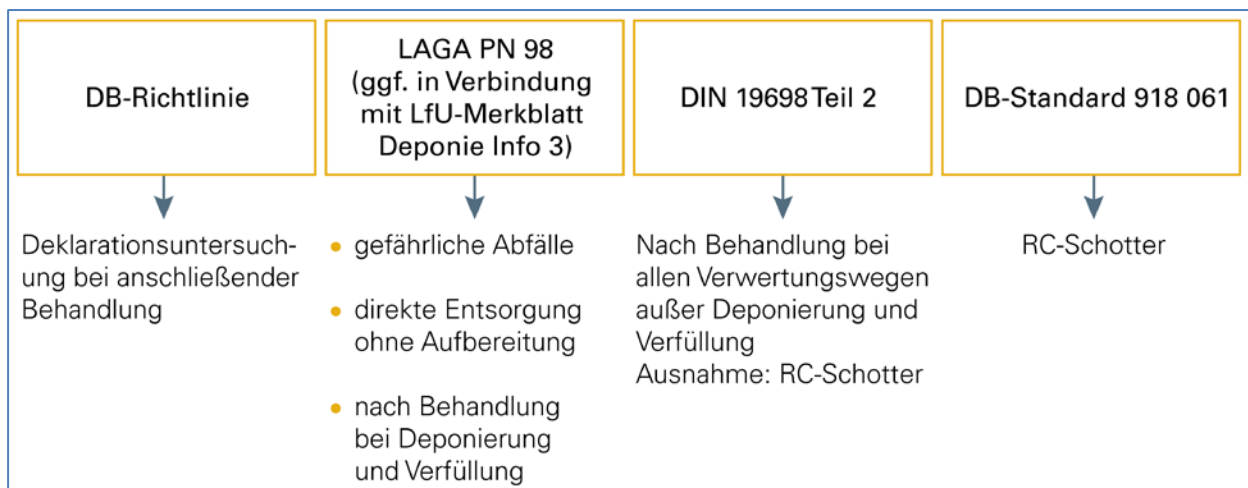 DB-Richtlinie
LAGA PN 98
(ggf. in Verbindung
mit LfU-Merkblatt
Deponie Info 3)
DIN 19698 Teil 2
DB-Standard 918 061
Deklarationsuntersuch-
ung bei anschließender
Behandlung
• gefährliche Abfälle
• direkte Entsorgung
ohne Aufbereitung
• nach Behandlung
bei Deponierung
und Verfüllung
Nach Behandlung bei
allen Verwertungswegen
außer Deponierung und
Verfüllung
Ausnahme: RC-Schotter
RC-Schotter